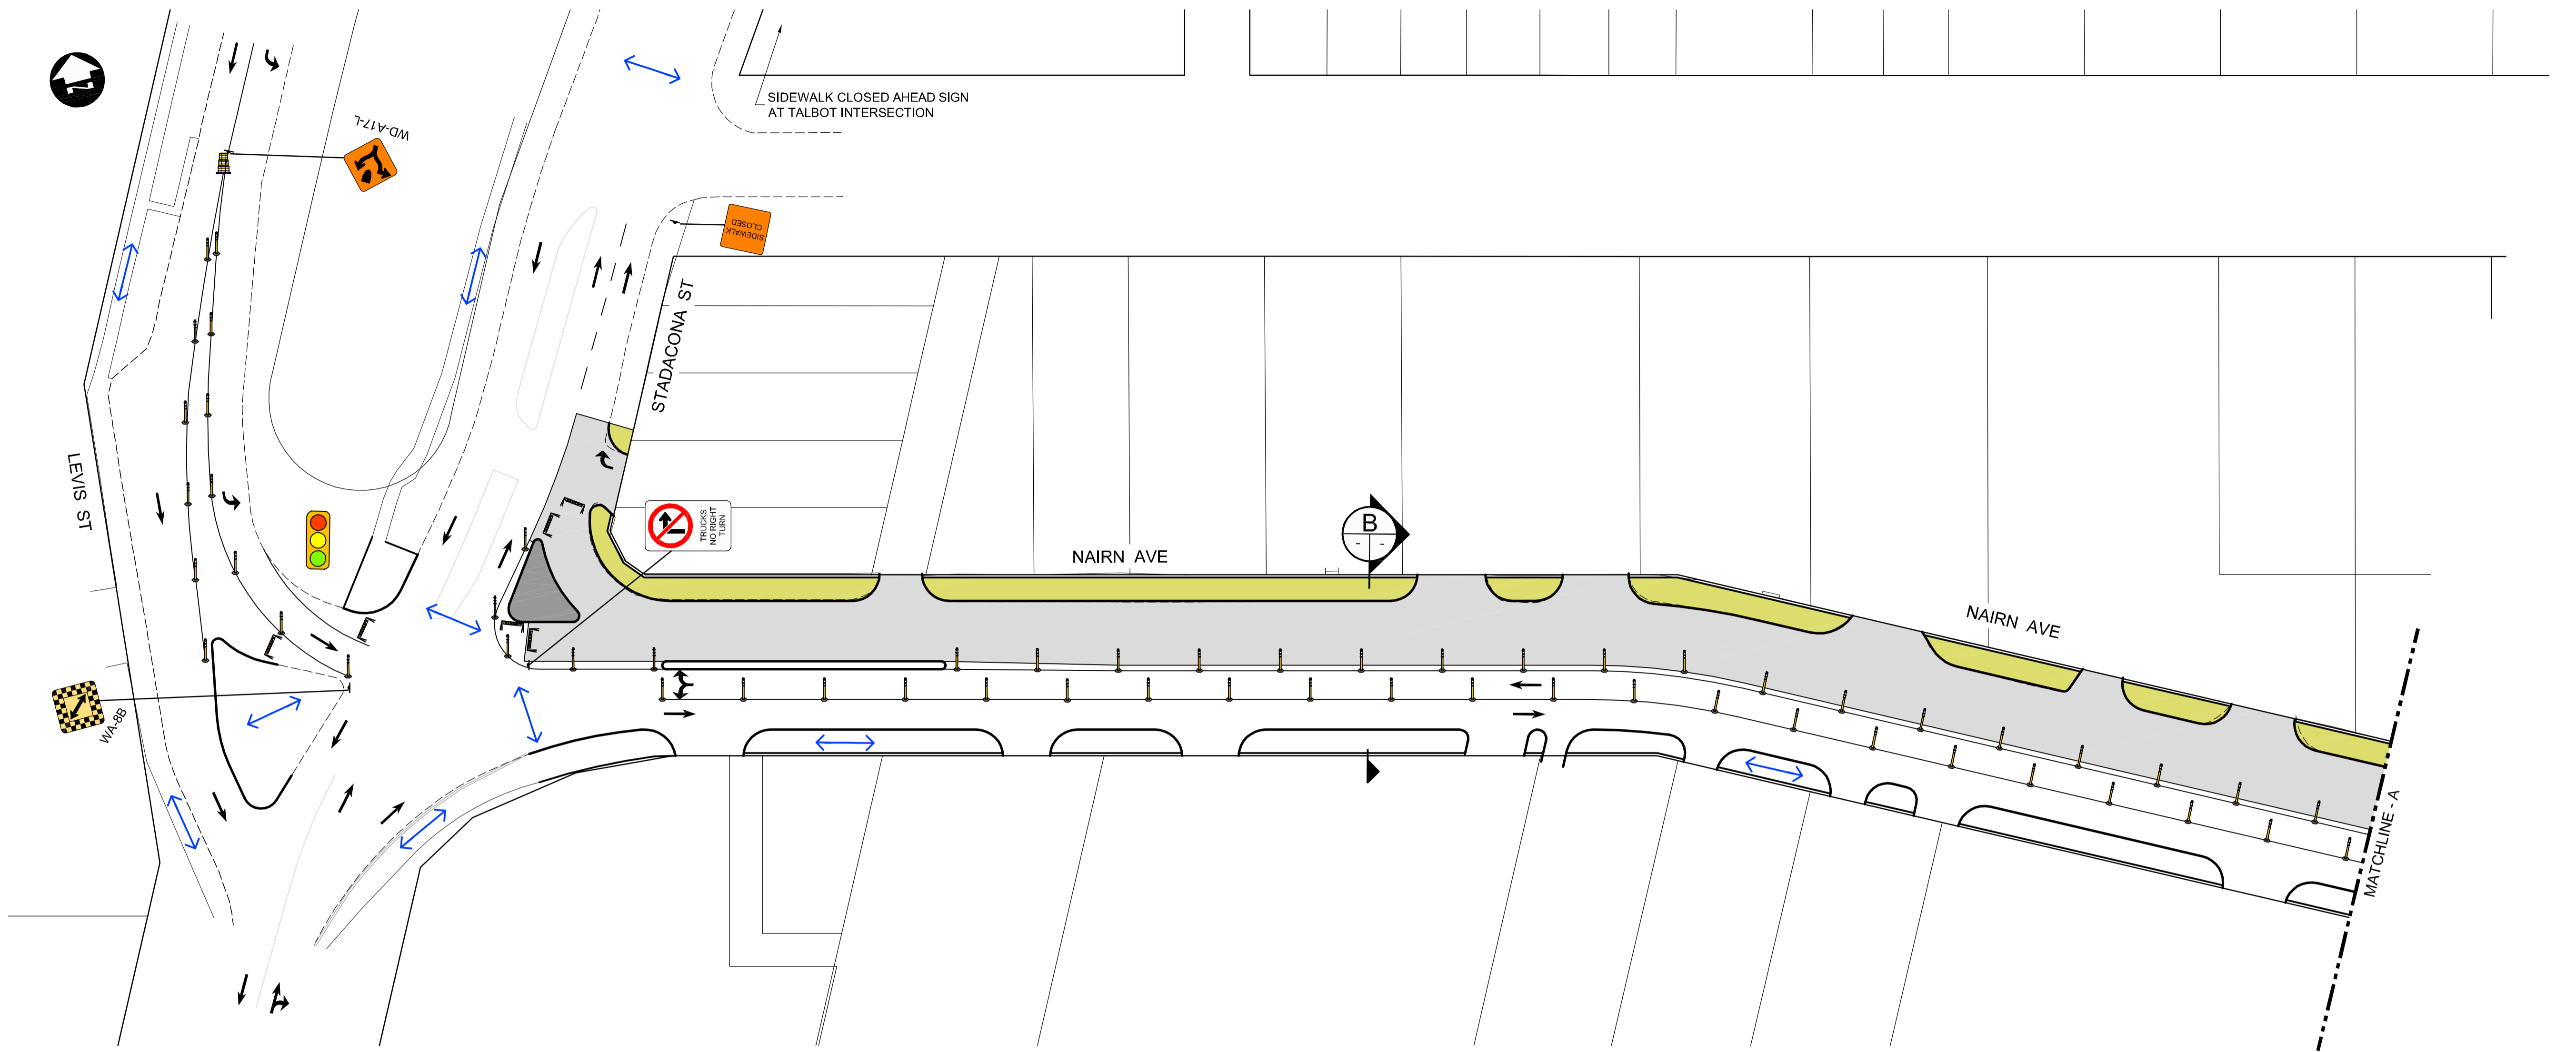 SIDEWALK CLOSED AHEAD SIGN
AT TALBOT INTERSECTION
WD-A17-L
SIDEWALK
CLOSED
STADACONA ST
LEVIS ST
TRUCKS
NO RIGHT
TURN
NAIRN AVE
B
- -
NAIRN AVE
WA-8B
MATCHLINE - A
N